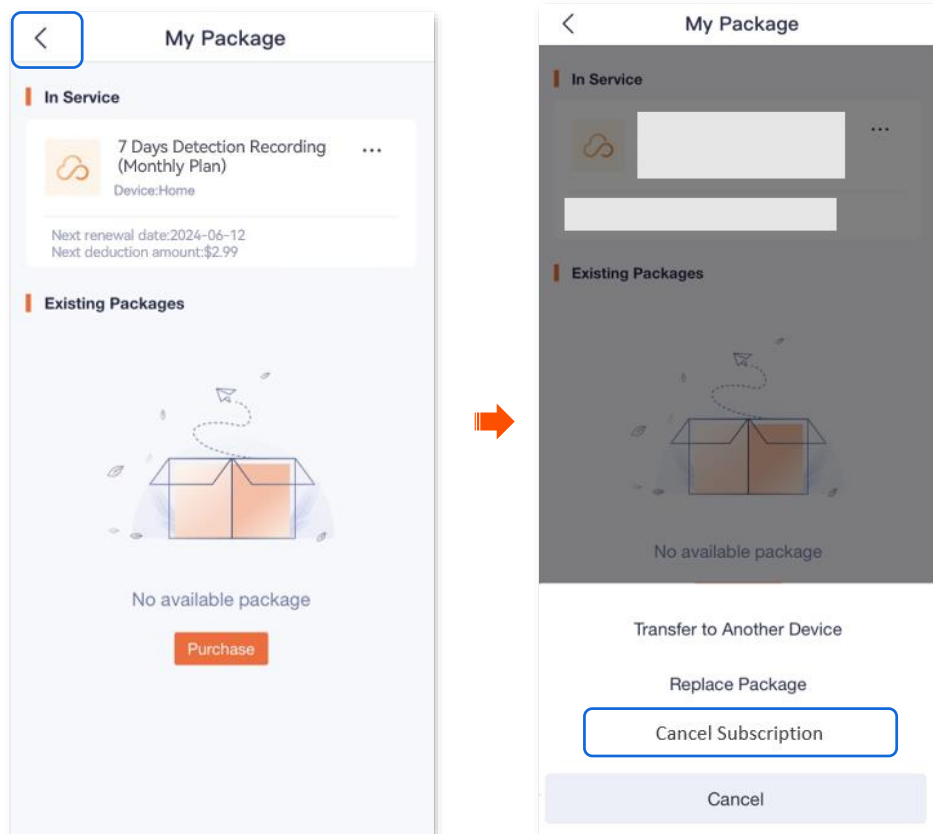 My Package
In Service
7 Days Detection Recording
(Monthly Plan)
Device:Home
Next renewal date:2024-06-12
Next deduction amount:$2.99
Existing Packages
No available package
Purchase
My Package
In Service
Existing Packages
No available package
Transfer to Another Device
Replace Package
Cancel Subscription
Cancel